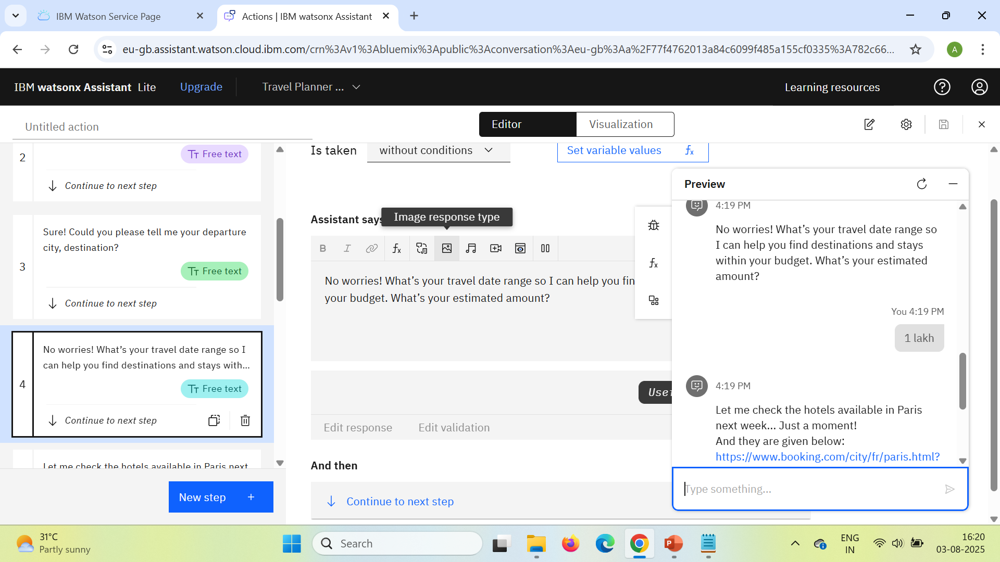 IBM Watson Service Page
Actions | IBM watsonx Assistant
eu-gb.assistant.watson.cloud.ibm.com/crn%3Av1%3Abluemix%3Apublic%3Aconversation%3Aeu-gb%3Aa%2F77f4762013a84c6099f485a155cf0335%3A782c66...
A
IBM watsonx Assistant Lite
Upgrade
Travel Planner ...
Learning resources
Untitled action
Editor
Visualization
2
Free text
Continue to next step
3
Sure! Could you please tell me your departure
city, destination?
Free text
Continue to next step
4
No worries! What's your travel date range so I
can help you find destinations and stays with...
Free text
Continue to next step
Let me check the hotels available in Paris next
New step +
Is taken
without conditions
Set variable values fx
Assistant says
Image response type
B I
fx
No worries! What's your travel date range so I can help you fin
your budget. What's your estimated amount?
Edit response
Edit validation
And then
Continue to next step
fx
Preview
4:19 PM
No worries! What's your travel date range so
I can help you find destinations and stays
within your budget. What's your estimated
amount?
You 4:19 PM
1 lakh
4:19 PM
Let me check the hotels available in Paris
next week... Just a moment!
And they are given below:
https://www.booking.com/city/fr/paris.html?
Type something...
31°C
Partly sunny
Search
P
ENG
IN
16:20
03-08-2025